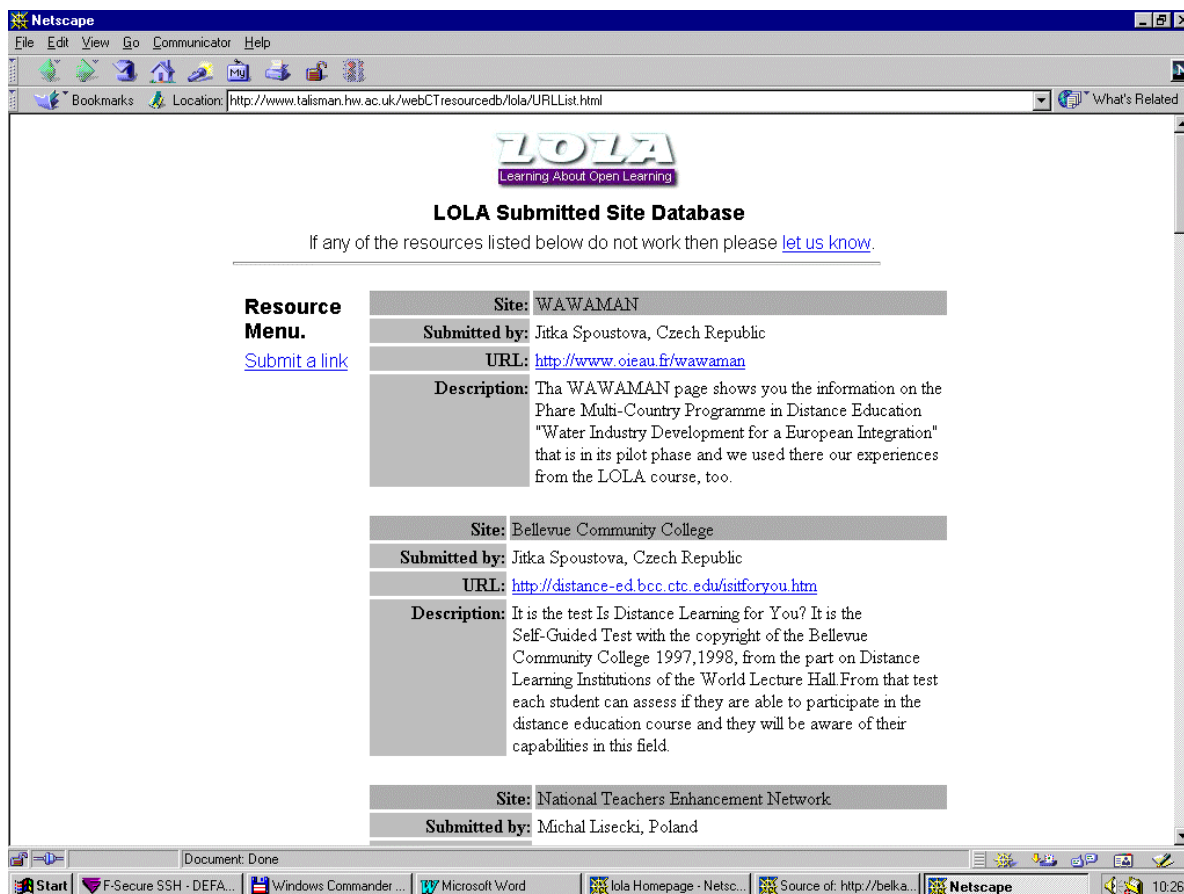 Netscape
File Edit View Go Communicator Help
My
N
Bookmarks Location: http://www.talisman.hw.ac.uk/webCTresourcedb/lola/URLList.html What's Related
LOLA
Learning About Open Learning
LOLA Submitted Site Database
If any of the resources listed below do not work then please let us know.
Resource
Menu.
Submit a link
Site: WAWAMAN
Submitted by: Jitka Spoustova, Czech Republic
URL: http://www.oieau.fr/wawaman
Description: Tha WAWAMAN page shows you the information on the
Phare Multi-Country Programme in Distance Education
"Water Industry Development for a European Integration"
that is in its pilot phase and we used there our experiences
from the LOLA course, too.
Site: Bellevue Community College
Submitted by: Jitka Spoustova, Czech Republic
URL: http://distance-ed.bcc.ctc.edu/isitforyou.htm
Description: It is the test Is Distance Learning for You? It is the
Self-Guided Test with the copyright of the Bellevue
Community College 1997,1998, from the part on Distance
Learning Institutions of the World Lecture Hall.From that test
each student can assess if they are able to participate in the
distance education course and they will be aware of their
capabilities in this field.
Site: National Teachers Enhancement Network
Submitted by: Michal Lisecki, Poland
Document: Done
Start F-Secure SSH - DEFA... Windows Commander ... Microsoft Word lola Homepage - Netsc... Source of: http://belka... Netscape 10:26